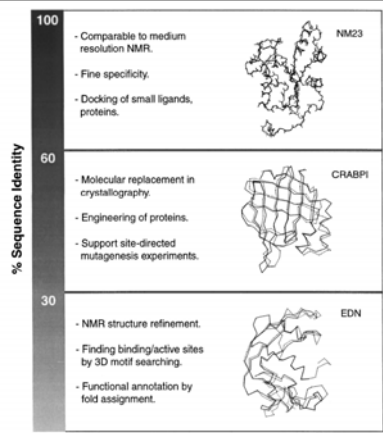 % Sequence Identity
100
- Comparable to medium
resolution NMR.
- Fine specificity.
- Docking of small ligands,
proteins.
NM23
60
- Molecular replacement in
crystallography.
- Engineering of proteins.
- Support site-directed
mutagenesis experiments.
CRABPI
30
- NMR structure refinement.
- Finding binding/active sites
by 3D motif searching.
- Functional annotation by
fold assignment.
EDN